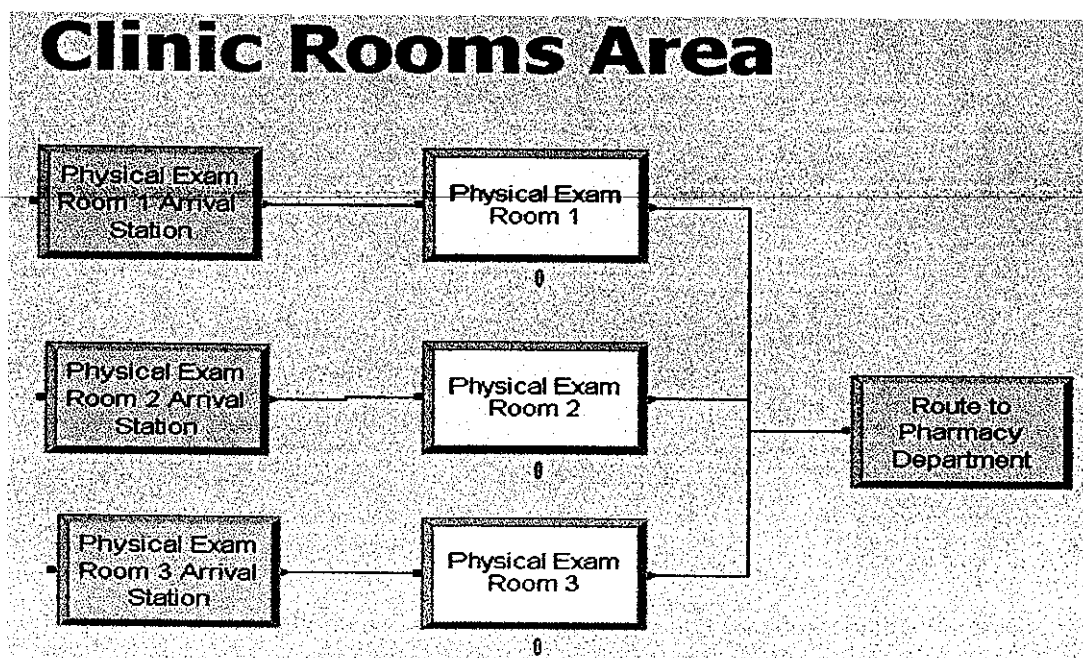 Clinic Rooms Area
Physical Exam
Room 1 Arrival
Station
Physical Exam
Room 1
0
Physical Exam
Room 2 Arrival
Station
Physical Exam
Room 2
0
Route to
Pharmacy
Department
Physical Exam
Room 3 Arrival
Station
Physical Exam
Room 3
0